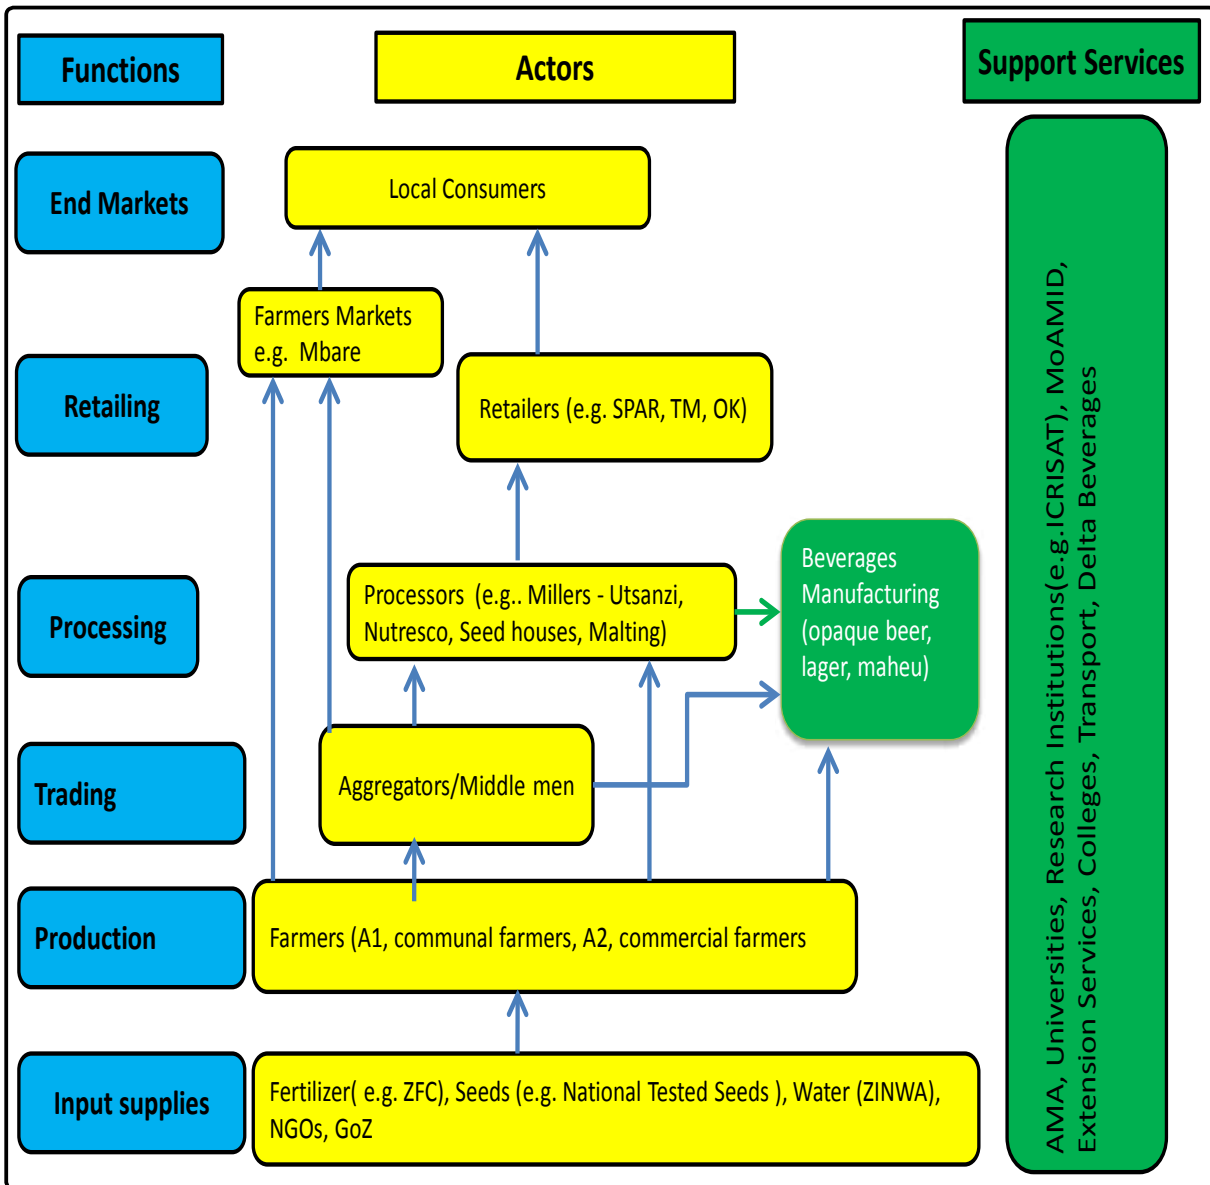 Functions
Actors
Support Services
End Markets
Local Consumers
Farmers Markets
e.g.  Mbare
Retailing
Retailers (e.g. SPAR, TM, OK)
Processing
Processors  (e.g.. Millers - Utsanzi,
Nutresco, Seed houses, Malting)
Beverages
Manufacturing
(opaque beer,
lager, maheu)
Trading
Aggregators/Middle men
Production
Farmers (A1, communal farmers, A2, commercial farmers
Input supplies
Fertilizer( e.g. ZFC), Seeds (e.g. National Tested Seeds ), Water (ZINWA),
NGOs, GoZ
AMA, Universities, Research Institutions(e.g.ICRISAT), MoAMID,
Extension Services, Colleges, Transport, Delta Beverages